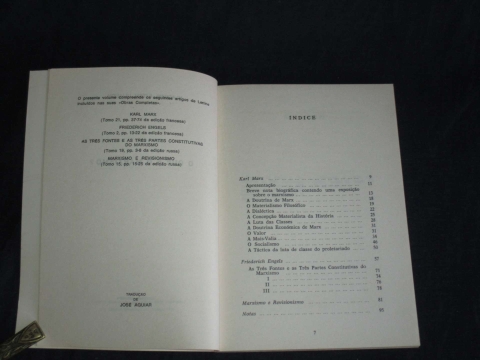 O presente volume compreende os seguintes artigos de Lenine
incluídos nas suas «Obras Completas»:
KARL MARX
(Tomo 21, pp. 37-71 da edição francesa)
FRIEDERICH ENGELS
(Tomo 2, pp. da edição francesa)
AS TRÊS FONTES E AS TRÊS PARTES CONSTITUTIVAS
DO MARXISMO
(Tomo 19, pp. 3-8 da edição russa)
MARXISMO E REVISIONISMO
(Tomo 15, pp. da edição russa)
TRADUÇÃO
DE
JOSÉ AGUIAR
ÍNDICE
Karl Marx 9
Apresentação 11
Breve nota biográfica contendo uma exposição
sobre o marxismo
A Doutrina de Marx
O Materialismo Filosófico
A Dialéctica
A Concepção Materialista da História
A Luta das Classes
A Doutrina Económica de Marx
O Valor
A Mais-Valia
O Socialismo
A Táctica da luta de classe do proletariado
Friederich Engels 57
As Três Fontes e as Três Partes Constitutivas do
Marxismo
I
II
III
Marxismo e Revisionismo
Notas
7